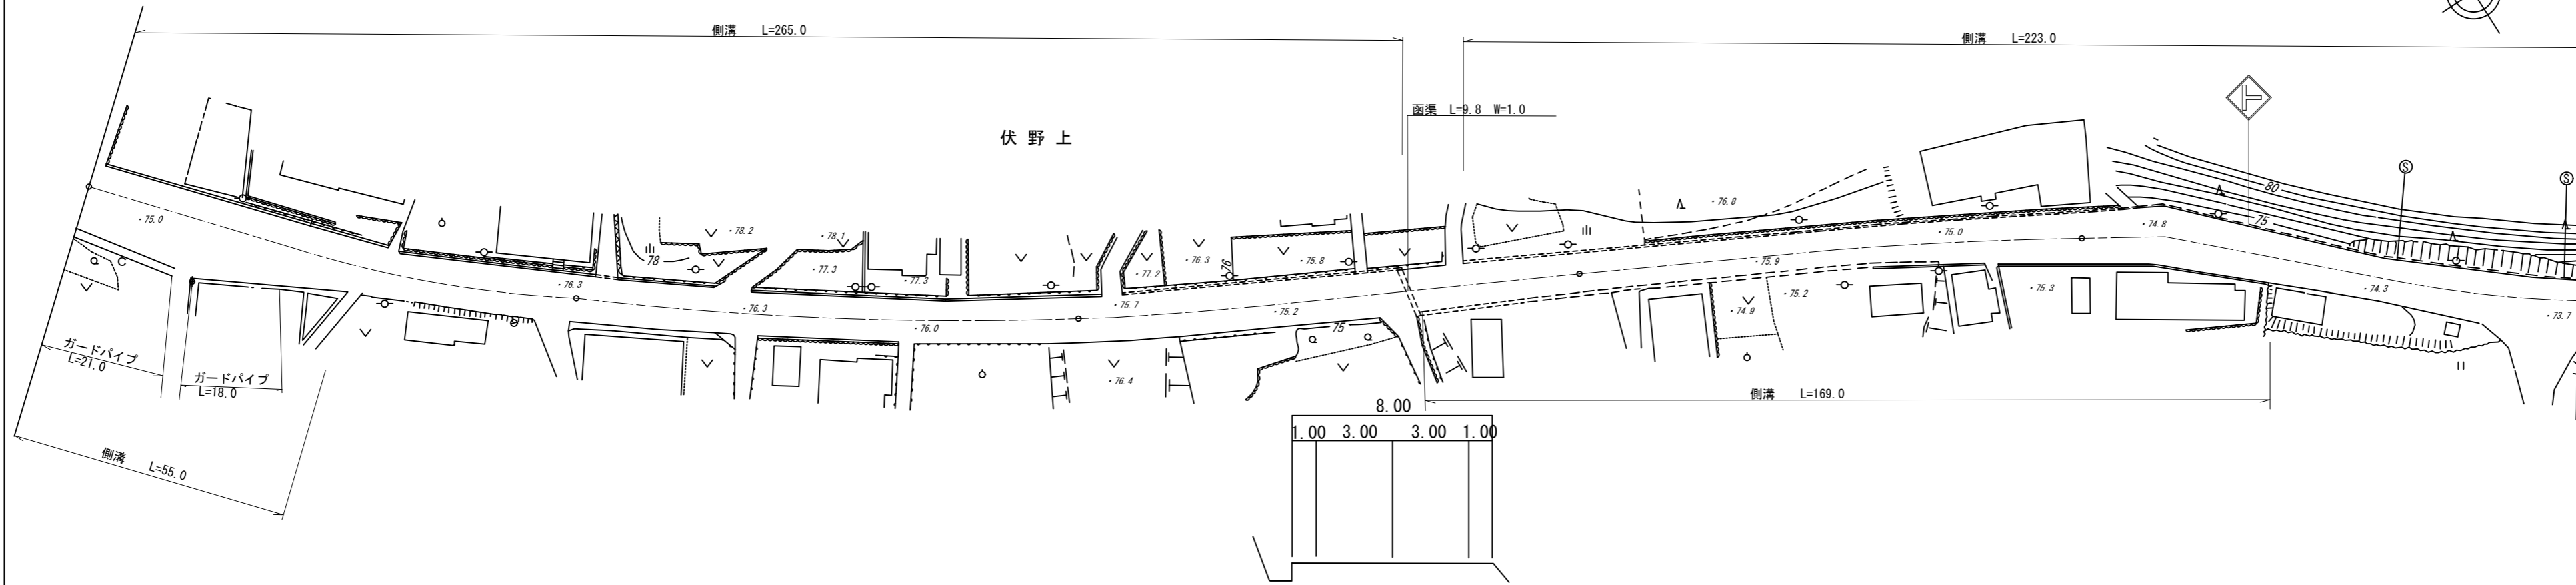 側溝 L=265.0
側溝 L=223.0
函渠 L=9.8 W=1.0
伏野上
80
75
・75.0
・76.3
・78.2
78
・78.1
・77.3
・77.3
・76.3
・76.0
・77.2
・76.3
76
・75.8
・75.7
・75.2
75
・76.4
・76.8
・75.9
・75.2
・74.9
・75.0
・75.3
・74.8
・74.3
・73.7
S
S
ガードパイプ
L=21.0
ガードパイプ
L=18.0
側溝 L=55.0
側溝 L=169.0
8.00
1.00 3.00 3.00 1.00